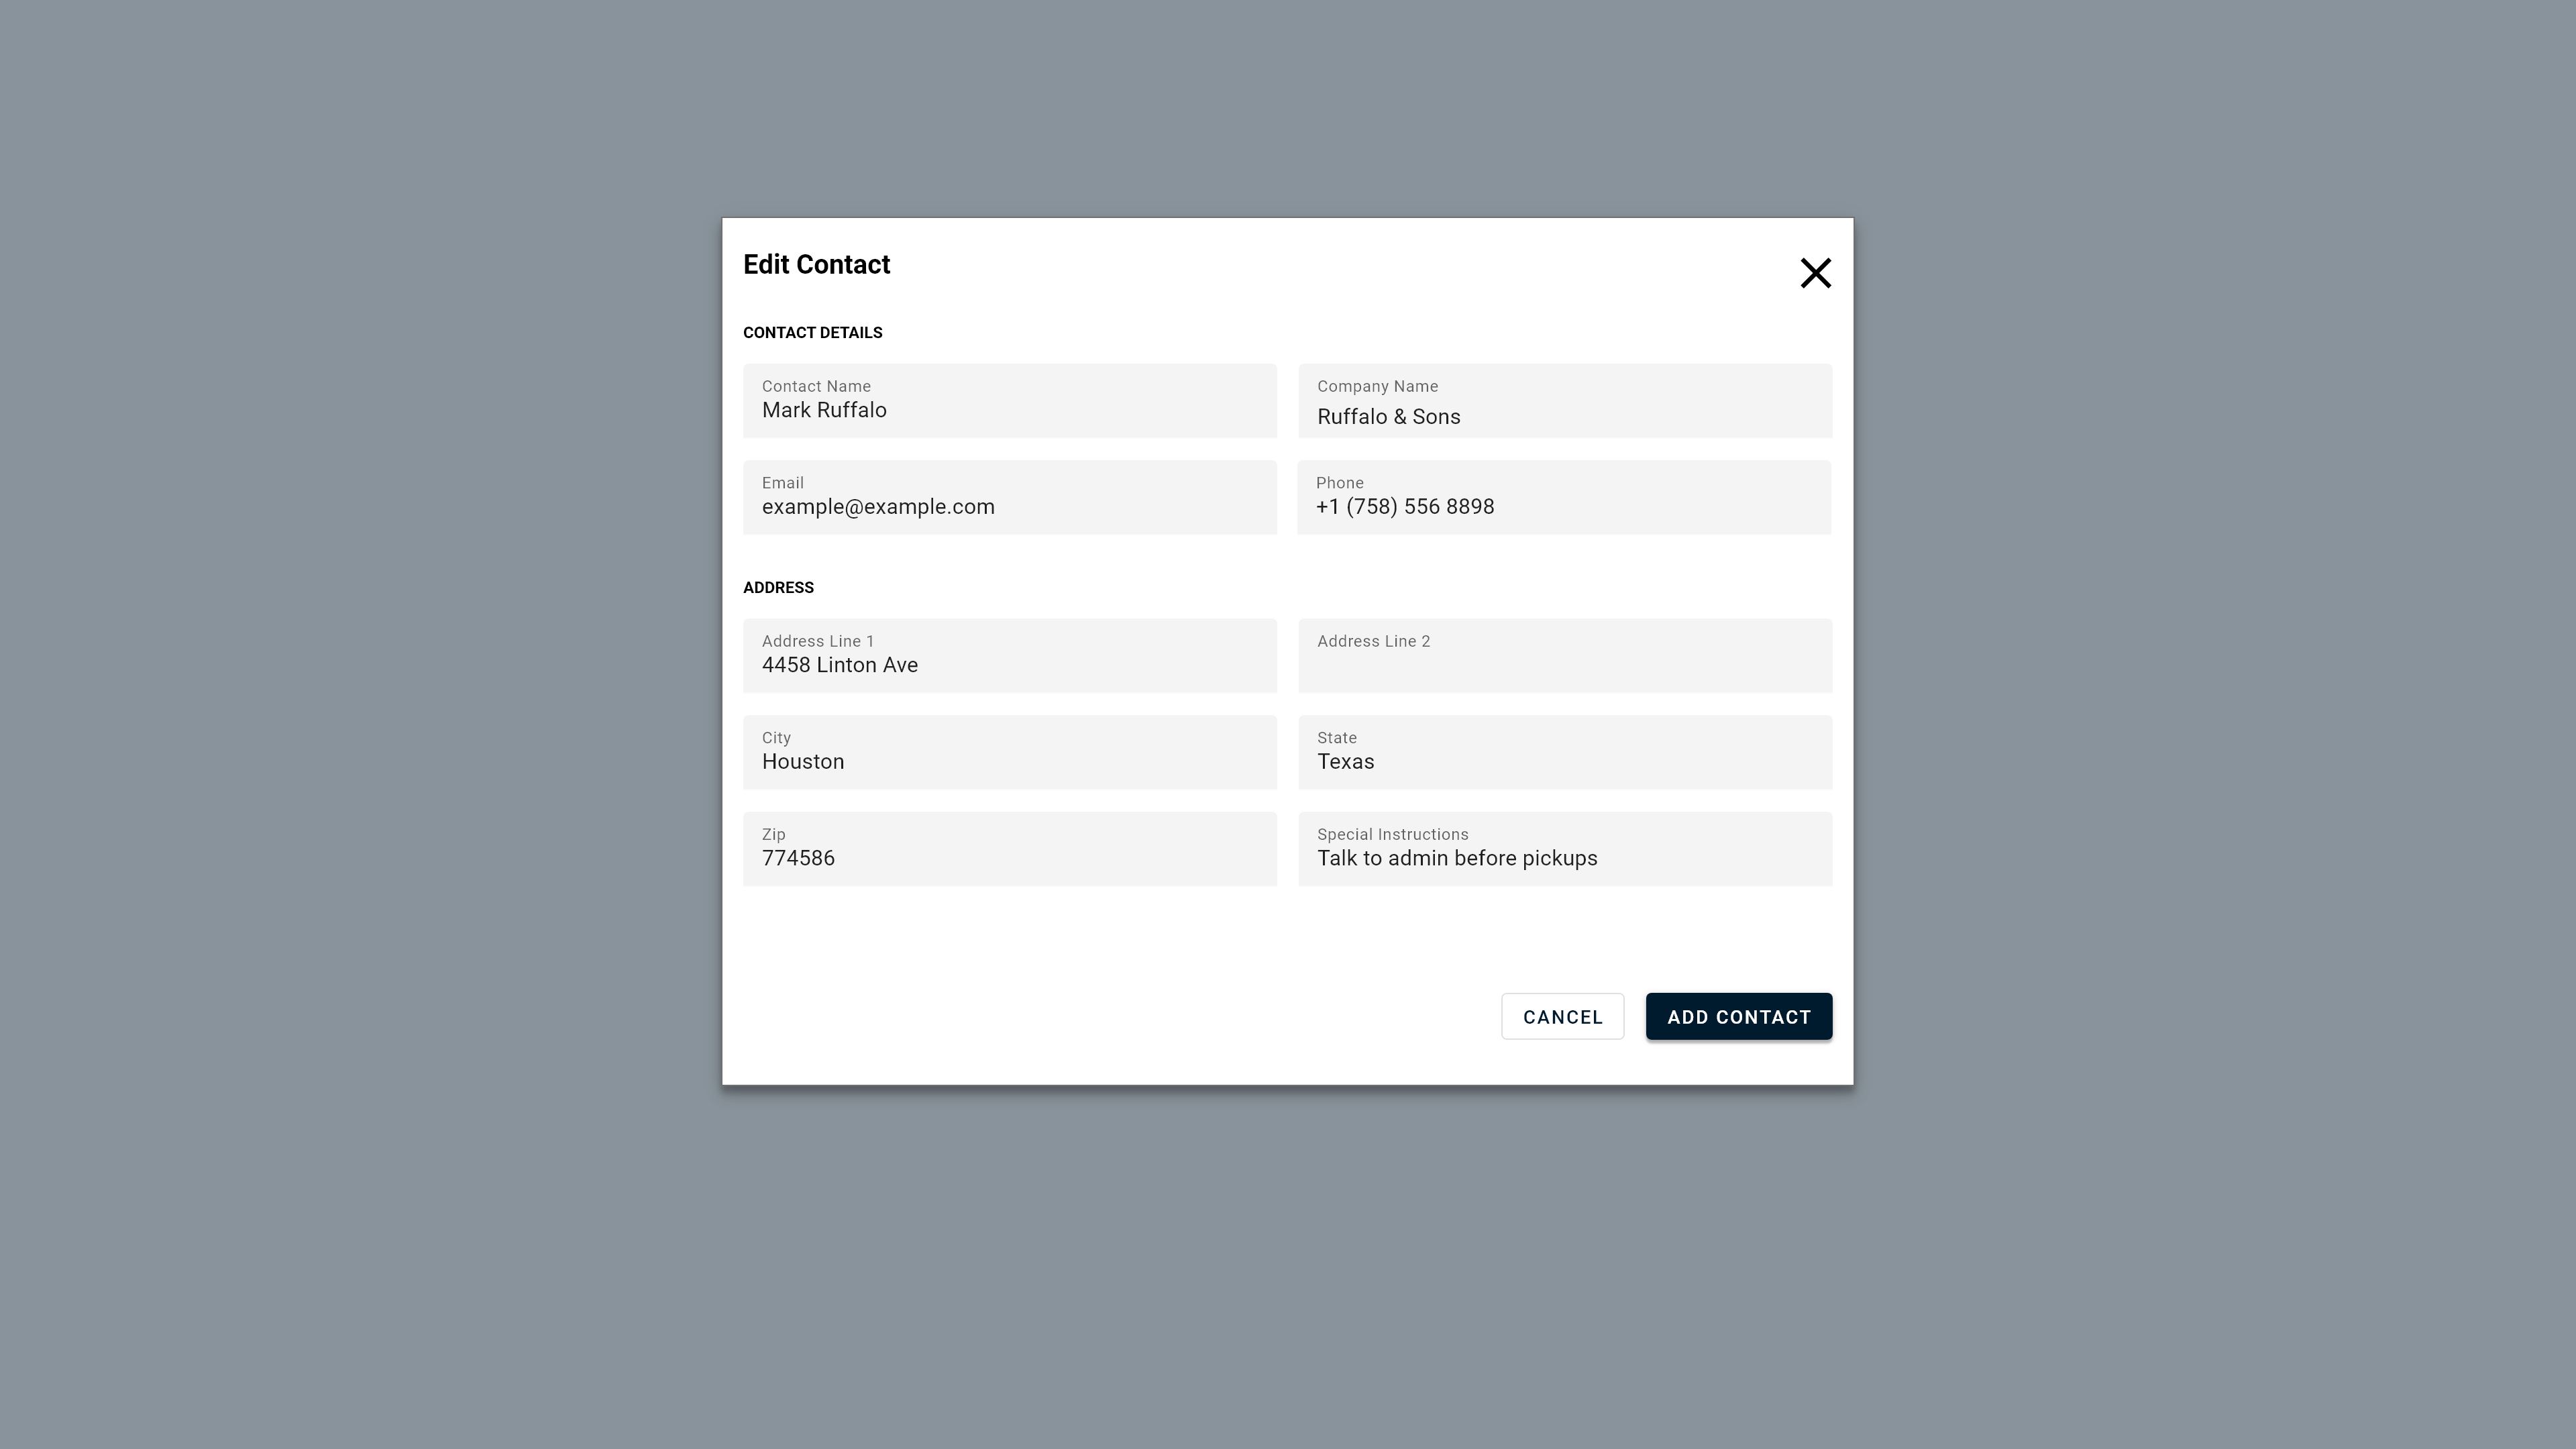 Edit Contact
CONTACT DETAILS
Contact Name
Mark Ruffalo
Company Name
Ruffalo & Sons
Email
example@example.com
Phone
+1 (758) 556 8898
ADDRESS
Address Line 1
4458 Linton Ave
Address Line 2
City
Houston
State
Texas
Zip
774586
Special Instructions
Talk to admin before pickups
CANCEL
ADD CONTACT